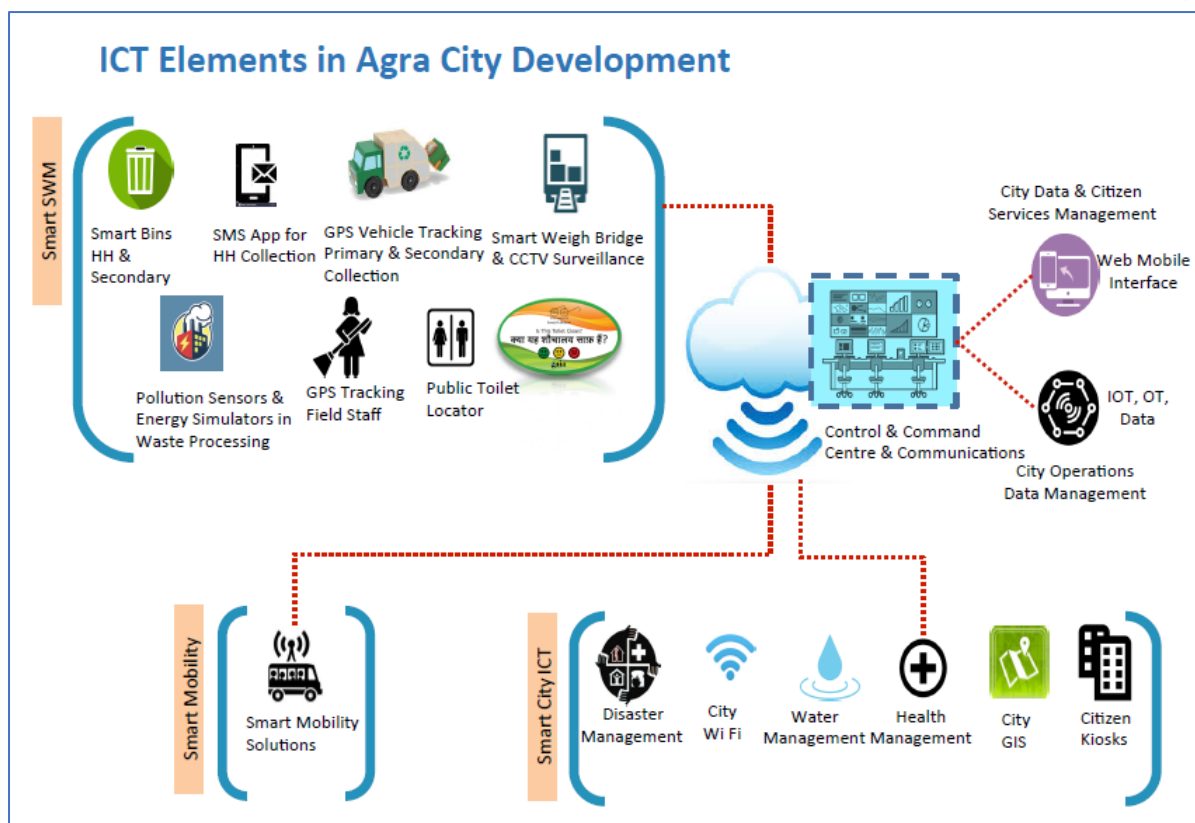 ICT Elements in Agra City Development
Smart SWM
Smart Bins
HH &
Secondary
SMS App for
HH Collection
GPS Vehicle Tracking
Primary & Secondary
Collection
Smart Weigh Bridge
& CCTV Surveillance
Pollution Sensors &
Energy Simulators in
Waste Processing
GPS Tracking
Field Staff
Public Toilet
Locator
Is This Toilet Clean?
क्या यह शौचालय साफ़ हैं?
City Data & Citizen
Services Management
Web Mobile
Interface
Control & Command
Centre & Communications
IOT, OT,
Data
City Operations
Data Management
Smart Mobility
Smart Mobility
Solutions
Smart City ICT
Disaster
Management
City
Wi Fi
Water
Management
Health
Management
City
GIS
Citizen
Kiosks